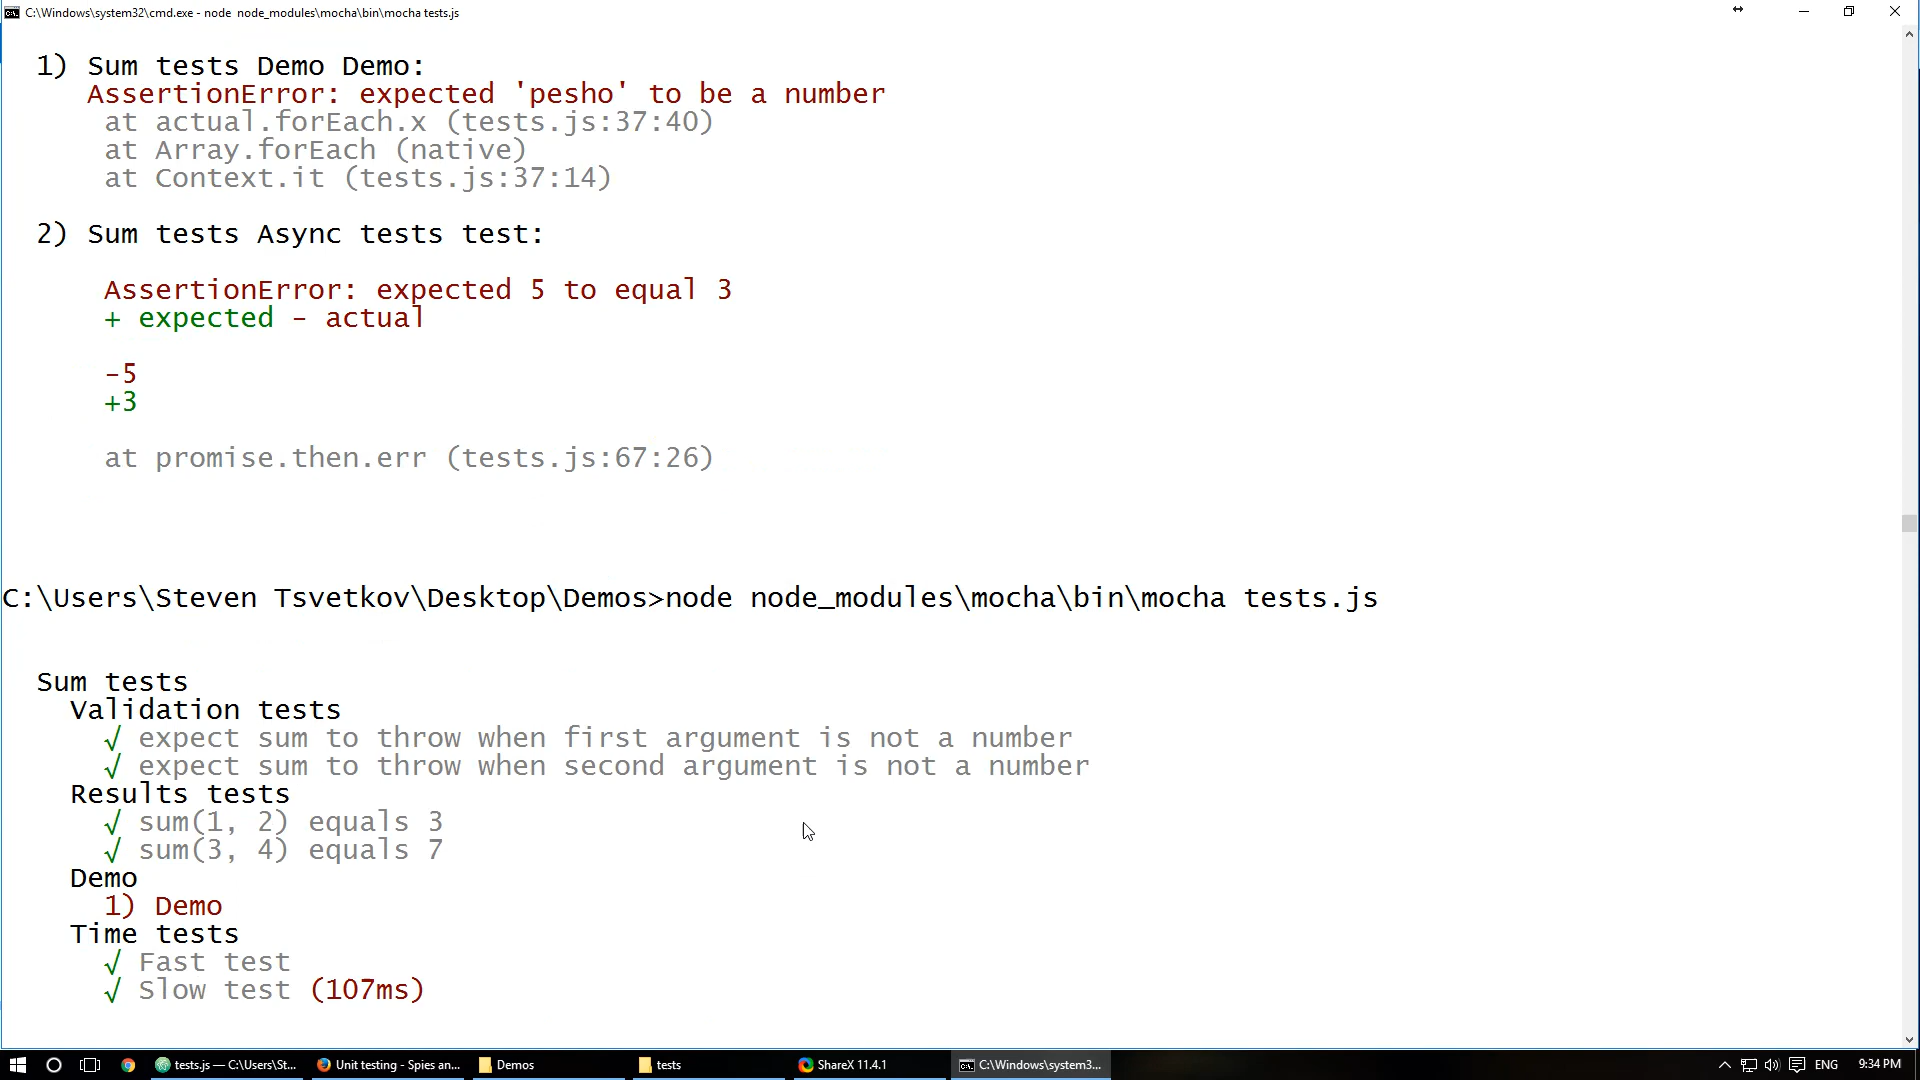 C:\Windows\system32\cmd.exe - node  node_modules\mocha\bin\mocha tests.js
1) Sum tests Demo Demo:
AssertionError: expected 'pesho' to be a number
at actual.forEach.x (tests.js:37:40)
at Array.forEach (native)
at Context.it (tests.js:37:14)
2) Sum tests Async tests test:
AssertionError: expected 5 to equal 3
+ expected - actual
-5
+3
at promise.then.err (tests.js:67:26)
C:\Users\Steven Tsvetkov\Desktop\Demos>node node_modules\mocha\bin\mocha tests.js
Sum tests
Validation tests
√ expect sum to throw when first argument is not a number
√ expect sum to throw when second argument is not a number
Results tests
√ sum(1, 2) equals 3
√ sum(3, 4) equals 7
Demo
1) Demo
Time tests
√ Fast test
√ Slow test (107ms)
tests.js — C:\Users\St... Unit testing - Spies an... Demos tests ShareX 11.4.1 C:\Windows\system3... ENG 9:34 PM